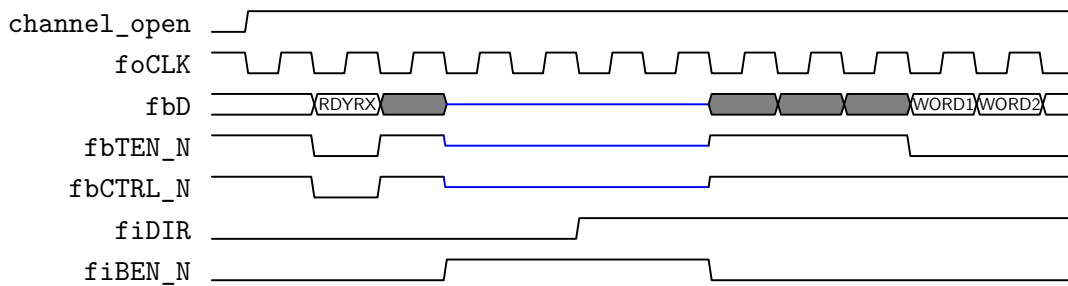 channel_open
foCLK
fbD RDYRX WORD1 WORD2
fbTEN_N
fbCTRL_N
fiDIR
fiBEN_N